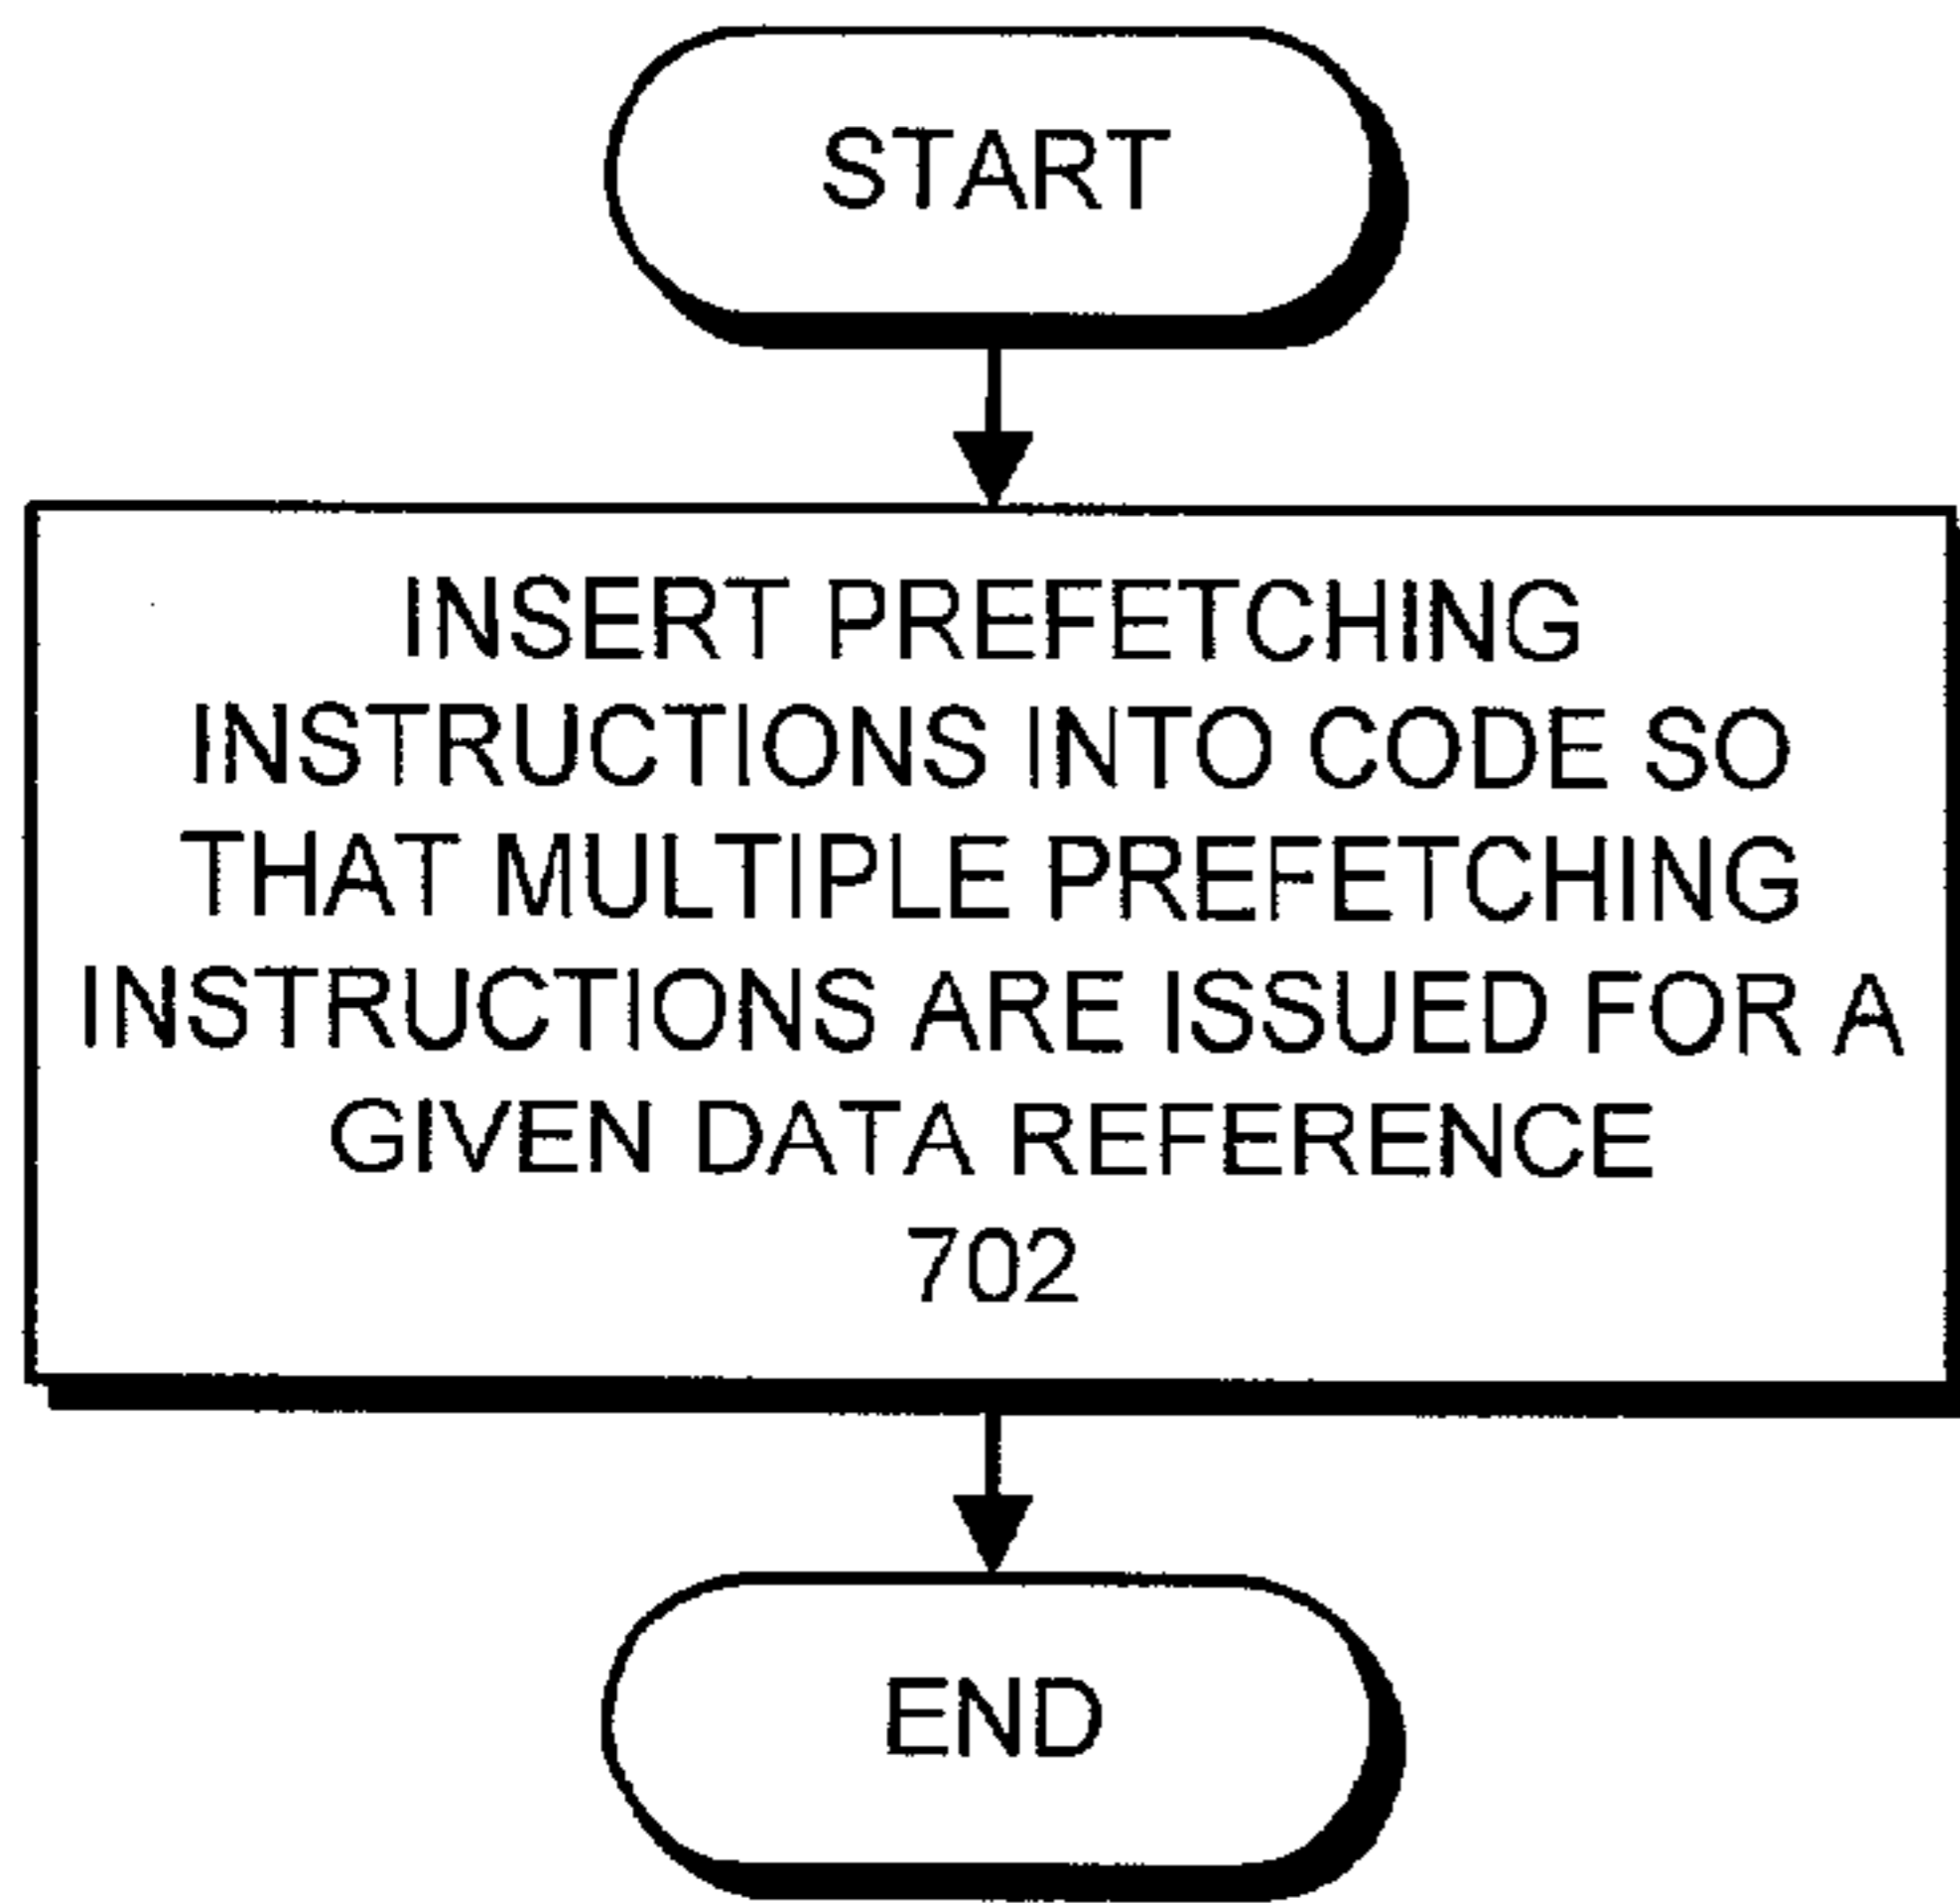 START
INSERT PREFETCHING
INSTRUCTIONS INTO CODE SO
THAT MULTIPLE PREFETCHING
INSTRUCTIONS ARE ISSUED FOR A
GIVEN DATA REFERENCE
702
END